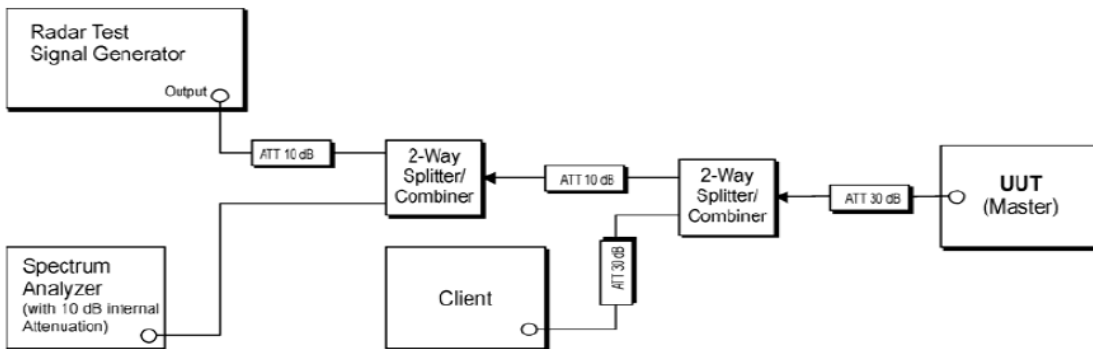 Radar Test
Signal Generator
Output
ATT 10 dB
2-Way
Splitter/
Combiner
ATT 10 dB
2-Way
Splitter/
Combiner
ATT 30 dB
UUT
(Master)
Spectrum
Analyzer
(with 10 dB internal
Attenuation)
Client
ATT 30 dB